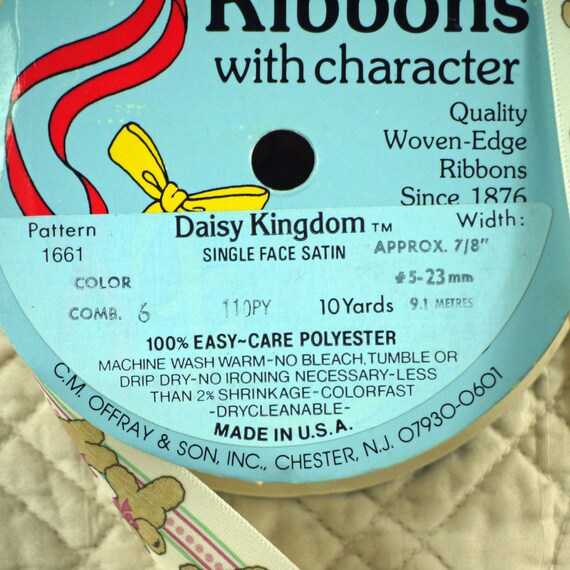 Ribbons
with character
Quality
Woven-Edge
Ribbons
Since 1876
Pattern
1661
Daisy Kingdom ™
SINGLE FACE SATIN
Width:
APPROX. 7/8"
#5-23mm
COLOR
COMB. 6
110PY
10 Yards
9.1 METRES
100% EASY~CARE POLYESTER
MACHINE WASH WARM-NO BLEACH, TUMBLE OR
DRIP DRY-NO IRONING NECESSARY-LESS
THAN 2% SHRINKAGE-COLORFAST
-DRYCLEANABLE-
MADE IN U.S.A.
C.M. OFFRAY & SON, INC., CHESTER, N.J. 07930-0601